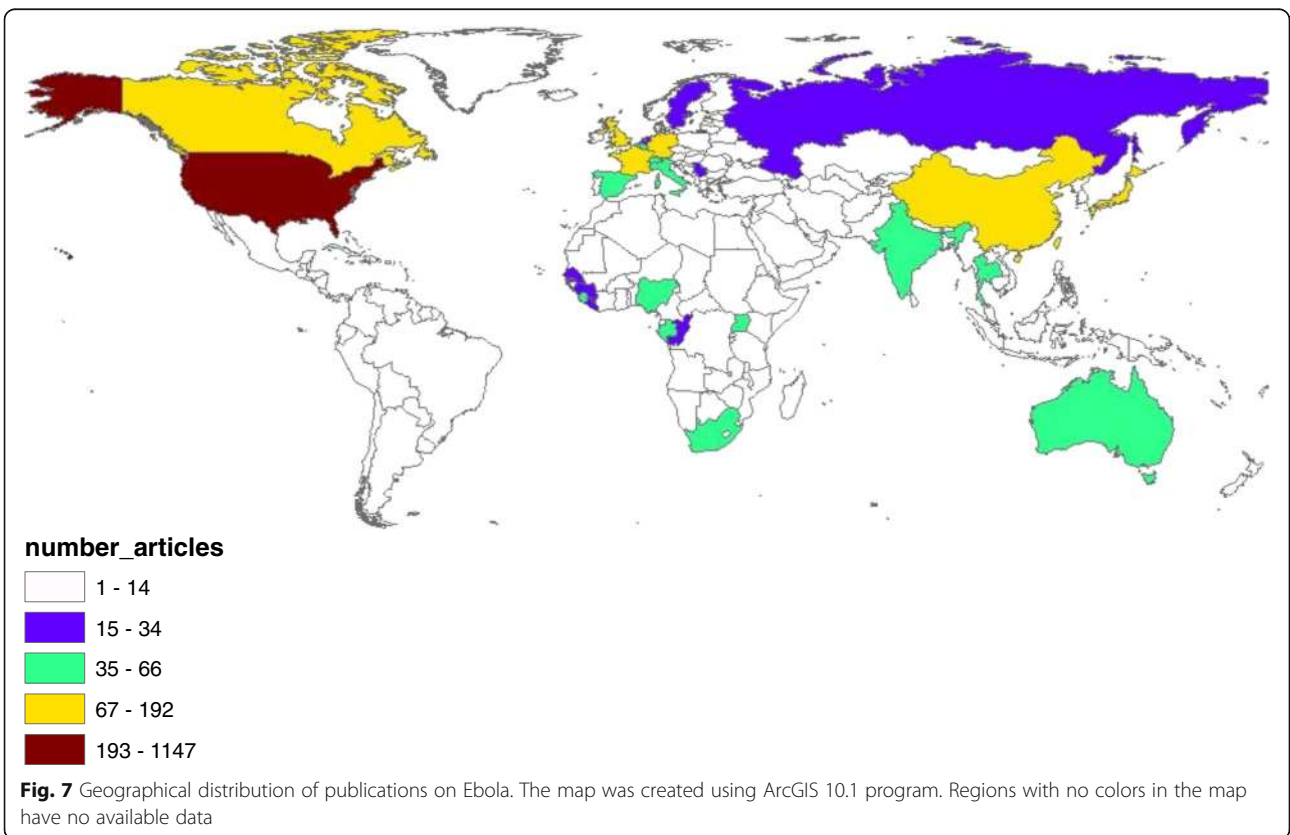 number_articles
1 - 14
15 - 34
35 - 66
67 - 192
193 - 1147
Fig. 7 Geographical distribution of publications on Ebola. The map was created using ArcGIS 10.1 program. Regions with no colors in the map
have no available data